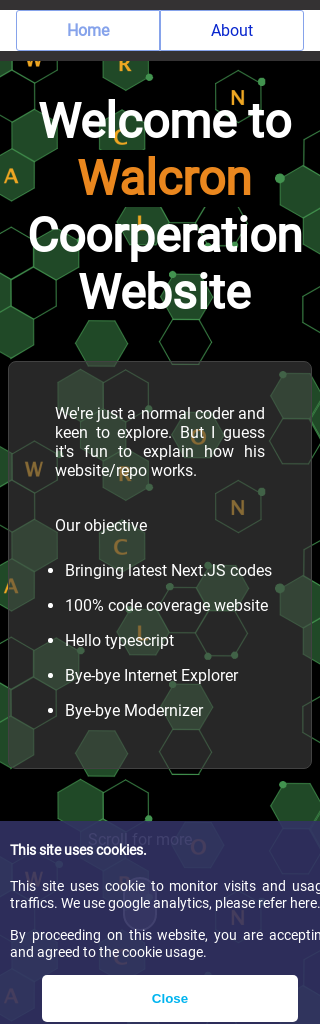 Home About
Welcome to
Walcron
Coorperation
Website
We're just a normal coder and
keen to explore. But I guess
it's fun to explain how his
website/repo works.
Our objective
Bringing latest Next.JS codes
100% code coverage website
Hello typescript
Bye-bye Internet Explorer
Bye-bye Modernizer
Scroll for more
This site uses cookies.
This site uses cookie to monitor visits and
traffics. We use google analytics, please refer here.
By proceeding on this website, you are
and agreed to the cookie usage.
Close
W
R
N
C
A
I
O
W
R
N
C
A
I
O
W
N